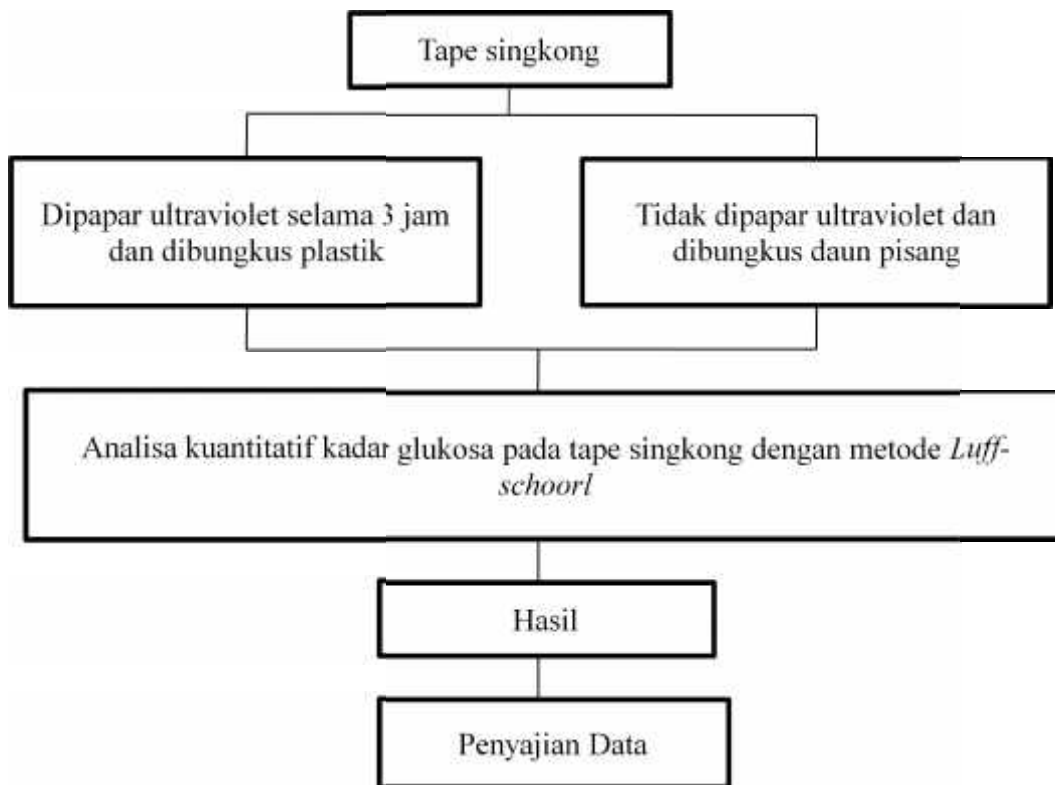 Tape singkong
Dipapar ultraviolet selama 3 jam
dan dibungkus plastik
Tidak dipapar ultraviolet dan
dibungkus daun pisang
Analisa kuantitatif kadar glukosa pada tape singkong dengan metode Luff-
schoorl
Hasil
Penyajian Data